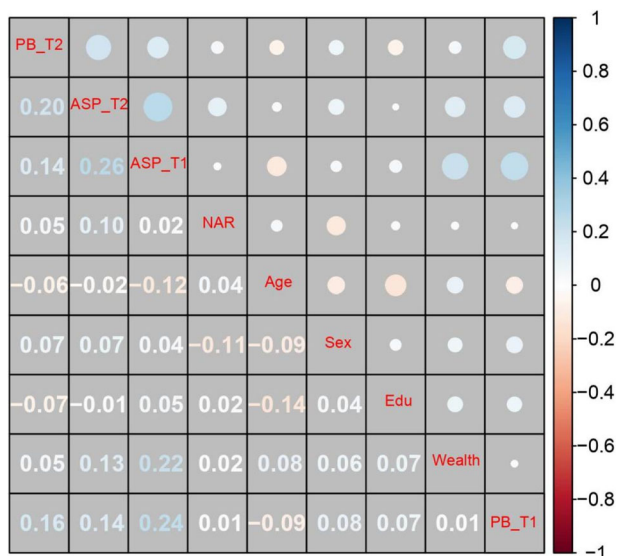 PB_T2
0.20 ASP_T2
0.14 0.26 ASP_T1
0.05 0.10 0.02 NAR
−0.06 −0.02 −0.12 0.04 Age
0.07 0.07 0.04 −0.11 −0.09 Sex
−0.07 −0.01 0.05 0.02 −0.14 0.04 Edu
0.05 0.13 0.22 0.02 0.08 0.06 0.07 Wealth
0.16 0.14 0.24 0.01 −0.09 0.08 0.07 0.01 PB_T1
1
0.8
0.6
0.4
0.2
0
−0.2
−0.4
−0.6
−0.8
−1